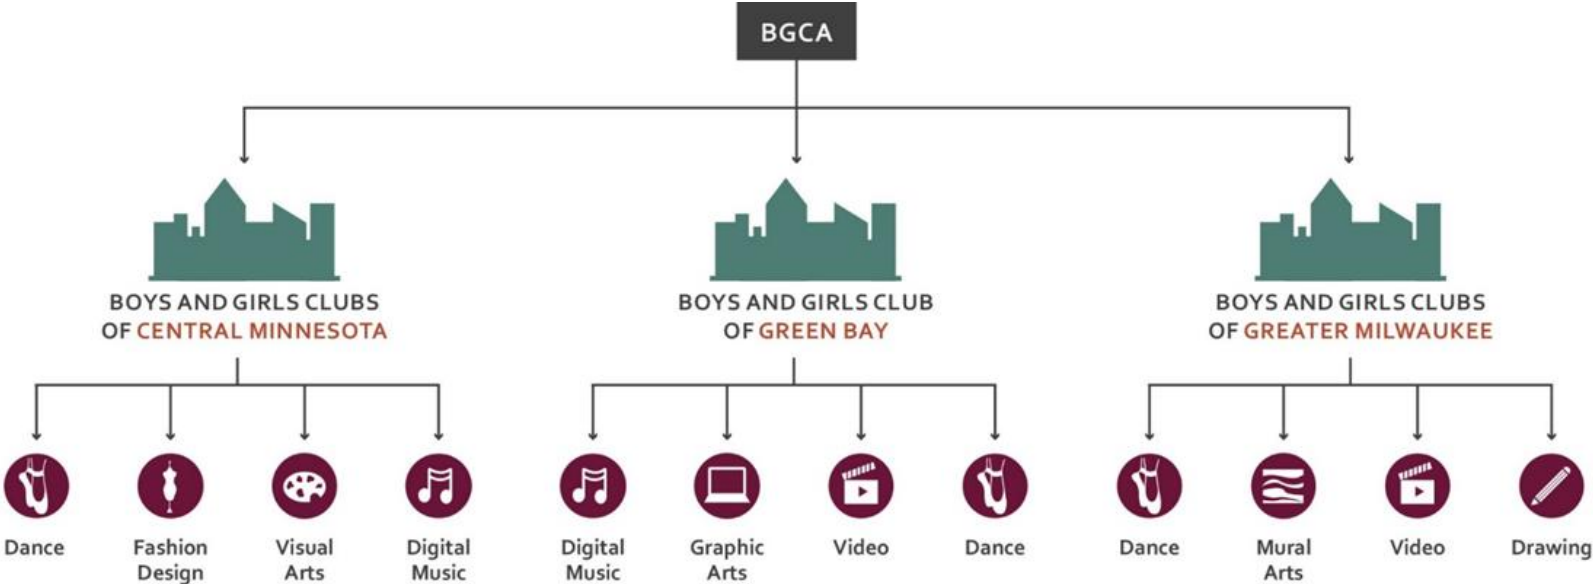 BGCA
BOYS AND GIRLS CLUBS
OF CENTRAL MINNESOTA
BOYS AND GIRLS CLUB
OF GREEN BAY
BOYS AND GIRLS CLUBS
OF GREATER MILWAUKEE
Dance
Fashion
Design
Visual
Arts
Digital
Music
Digital
Music
Graphic
Arts
Video
Dance
Dance
Mural
Arts
Video
Drawing